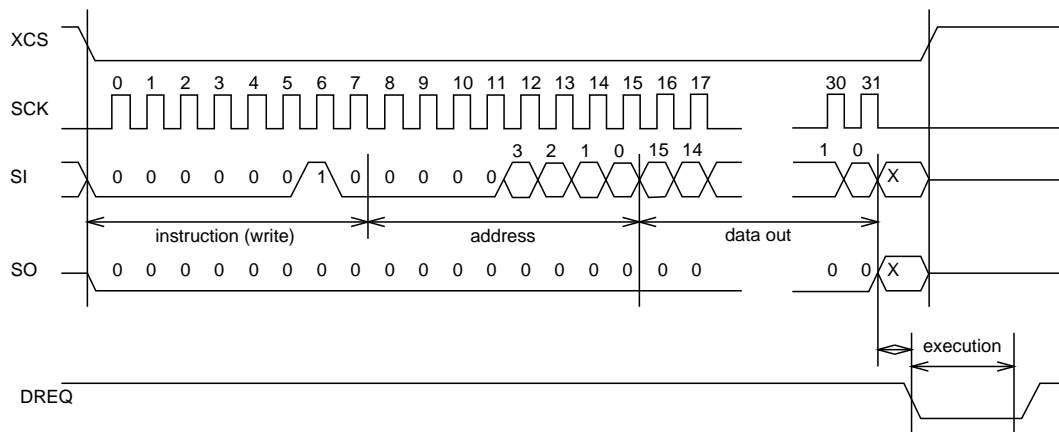 XCS
0 1 2 3 4 5 6 7 8 9 10 11 12 13 14 15 16 17 30 31
SCK
3 2 1 0 15 14 1 0
SI 0 0 0 0 0 0 1 0 0 0 0 0 X
instruction (write) address data out
SO 0 0 0 0 0 0 0 0 0 0 0 0 0 0 0 0 0 0 0 0 X
execution
DREQ